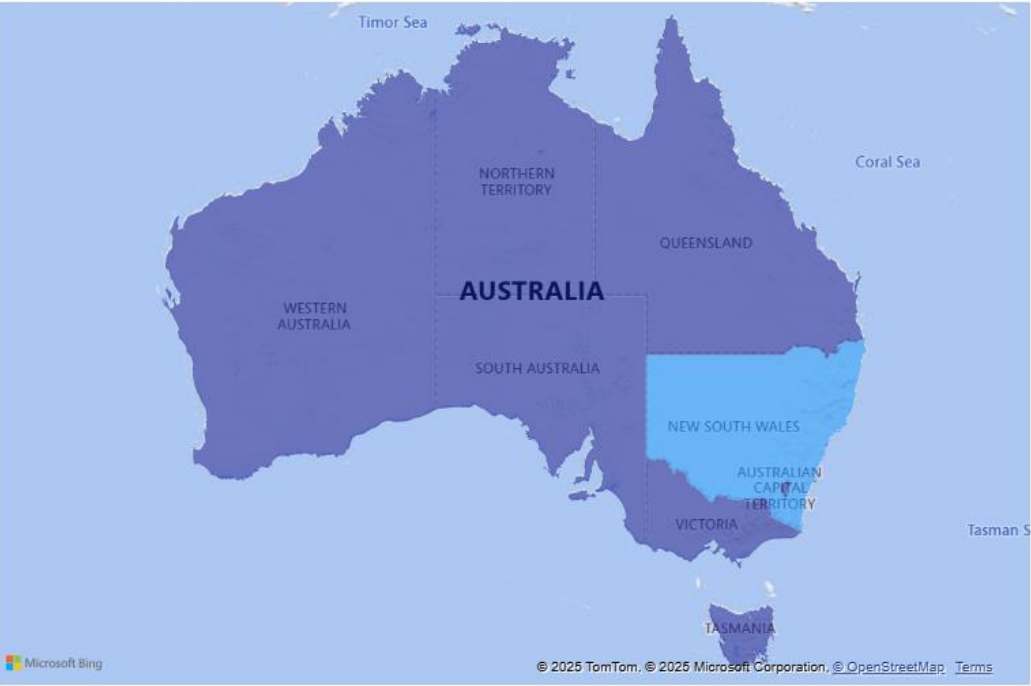 Timor Sea
Coral Sea
NORTHERN
TERRITORY
QUEENSLAND
AUSTRALIA
WESTERN
AUSTRALIA
SOUTH AUSTRALIA
NEW SOUTH WALES
AUSTRALIAN
CAPITAL
TERRITORY
VICTORIA
Tasman S
TASMANIA
Microsoft Bing
© 2025 TomTom, © 2025 Microsoft Corporation, © OpenStreetMap Terms